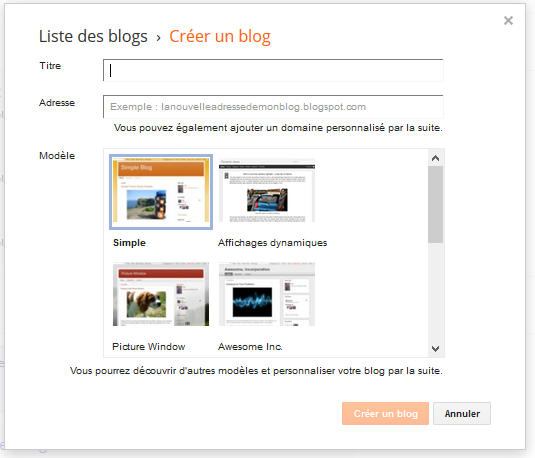 Liste des blogs › Créer un blog
Titre
Adresse
Exemple : lanouvelleadressedemonblog.blogspot.com
Vous pouvez également ajouter un domaine personnalisé par la suite.
Modèle
Simple Blog
Simple
Affichages dynamiques
Picture Window
Awesome, Incorporation
Picture Window
Awesome Inc.
Vous pourrez découvrir d'autres modèles et personnaliser votre blog par la suite.
Créer un blog
Annuler